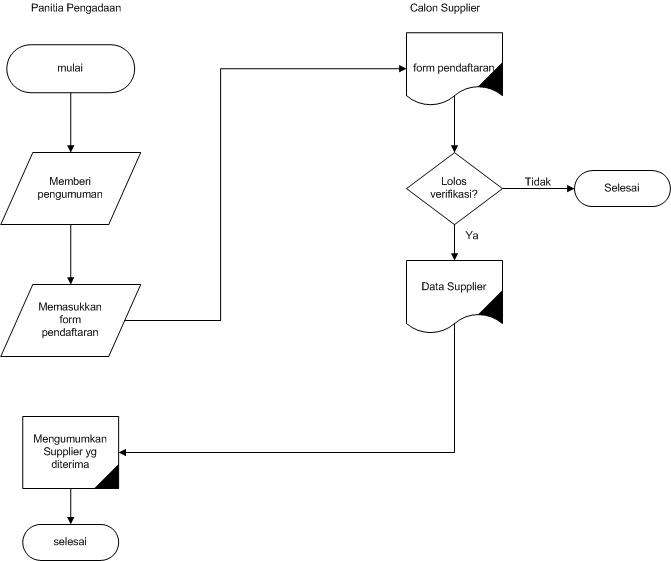 Panitia Pengadaan
Calon Supplier
mulai
form pendaftaran
Memberi
pengumuman
Lolos
verifikasi?
Tidak
Selesai
Ya
Data Supplier
Memasukkan
form
pendaftaran
Mengumumkan
Supplier yg
diterima
selesai